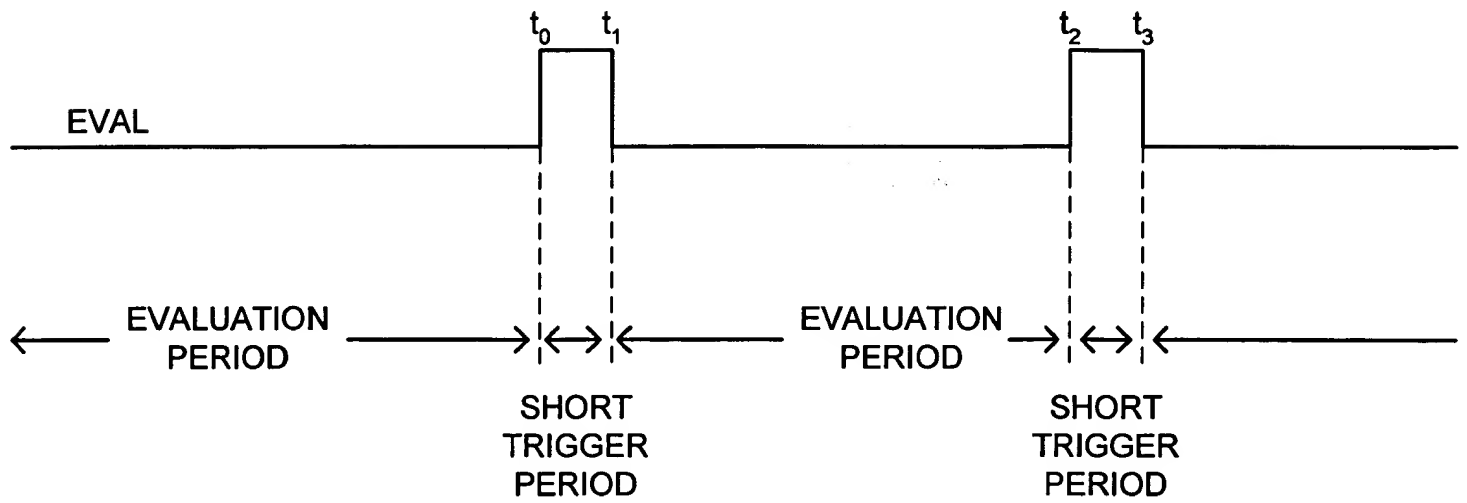 t0 t1 t2 t3
EVAL
EVALUATION
PERIOD
EVALUATION
PERIOD
SHORT
TRIGGER
PERIOD
SHORT
TRIGGER
PERIOD